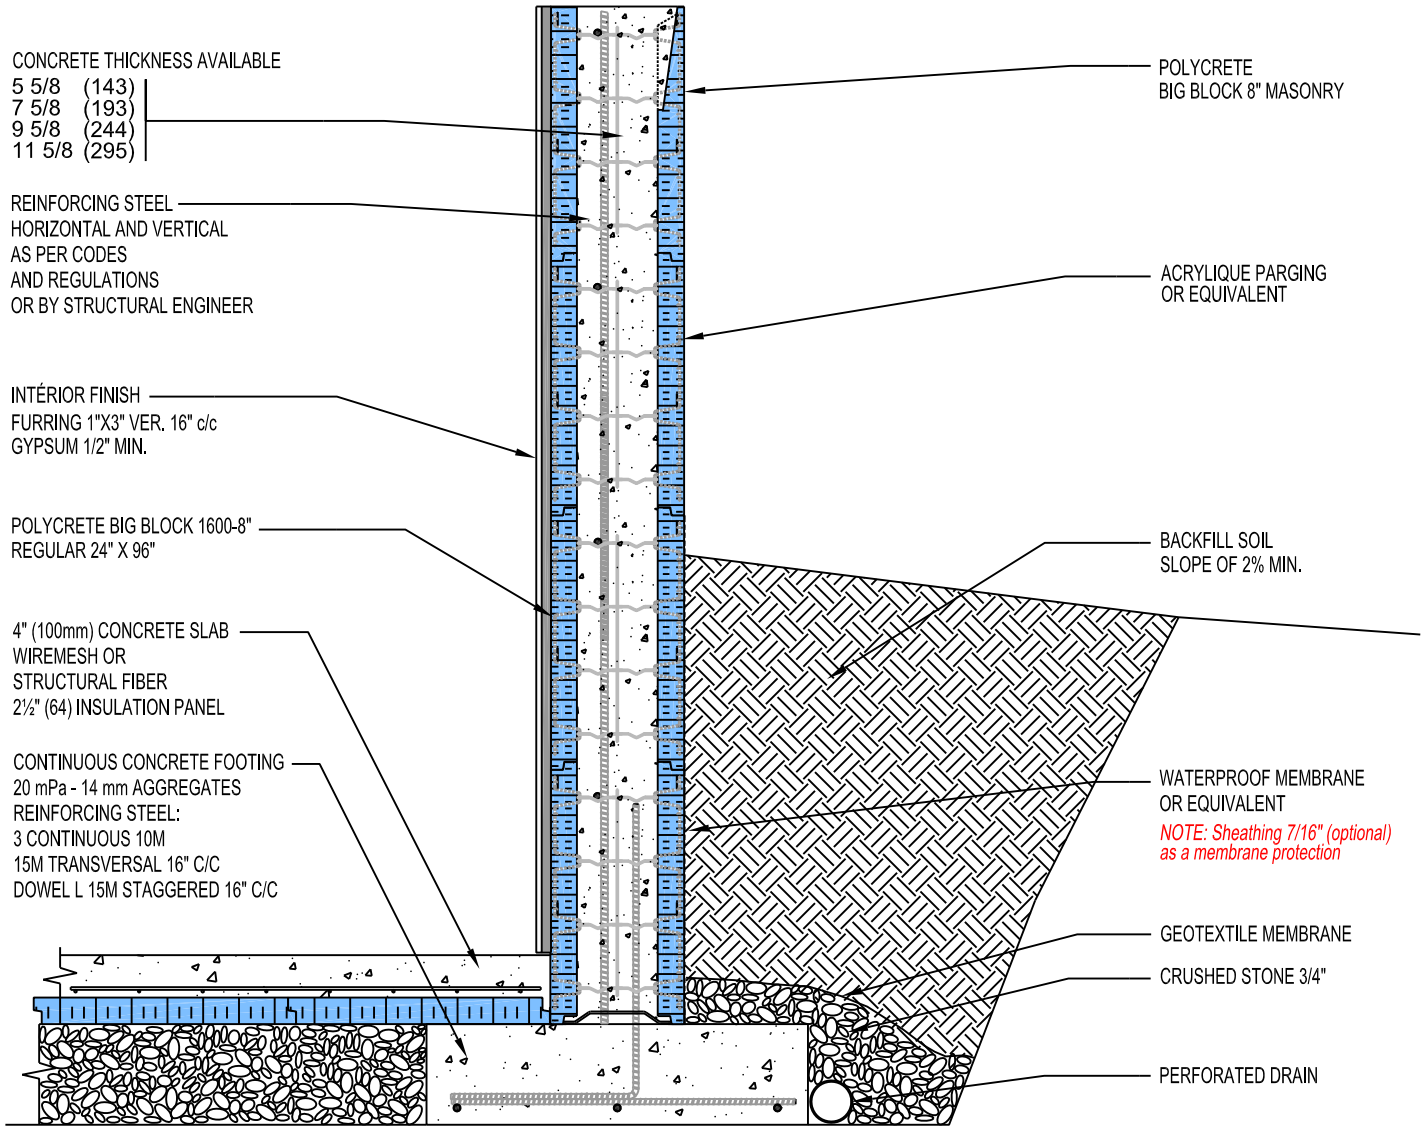 CONCRETE THICKNESS AVAILABLE
5 5/8 (143)
7 5/8 (193)
9 5/8 (244)
11 5/8 (295)
REINFORCING STEEL
HORIZONTAL AND VERTICAL
AS PER CODES
AND REGULATIONS
OR BY STRUCTURAL ENGINEER
INTÉRIOR FINISH
FURRING 1"X3" VER. 16" c/c
GYPSUM 1/2" MIN.
POLYCRETE BIG BLOCK 1600-8"
REGULAR 24" X 96"
4" (100mm) CONCRETE SLAB
WIREMESH OR
STRUCTURAL FIBER
2½" (64) INSULATION PANEL
CONTINUOUS CONCRETE FOOTING
20 mPa - 14 mm AGGREGATES
REINFORCING STEEL:
3 CONTINUOUS 10M
15M TRANSVERSAL 16" C/C
DOWEL L 15M STAGGERED 16" C/C
POLYCRETE
BIG BLOCK 8" MASONRY
ACRYLIQUE PARGING
OR EQUIVALENT
BACKFILL SOIL
SLOPE OF 2% MIN.
WATERPROOF MEMBRANE
OR EQUIVALENT
NOTE: Sheathing 7/16" (optional)
as a membrane protection
GEOTEXTILE MEMBRANE
CRUSHED STONE 3/4"
PERFORATED DRAIN